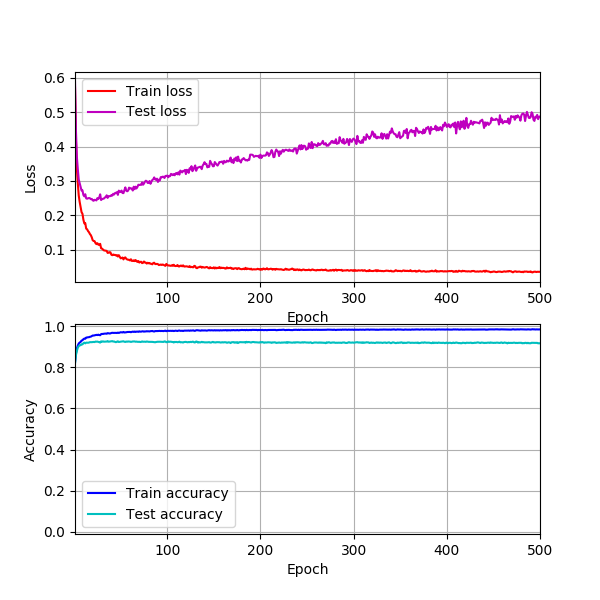 0.6
0.5
0.4
0.3
0.2
0.1
Loss
Train loss
Test loss
100 200 300 400 500
Epoch
1.0
0.8
0.6
0.4
0.2
0.0
Accuracy
Train accuracy
Test accuracy
100 200 300 400 500
Epoch